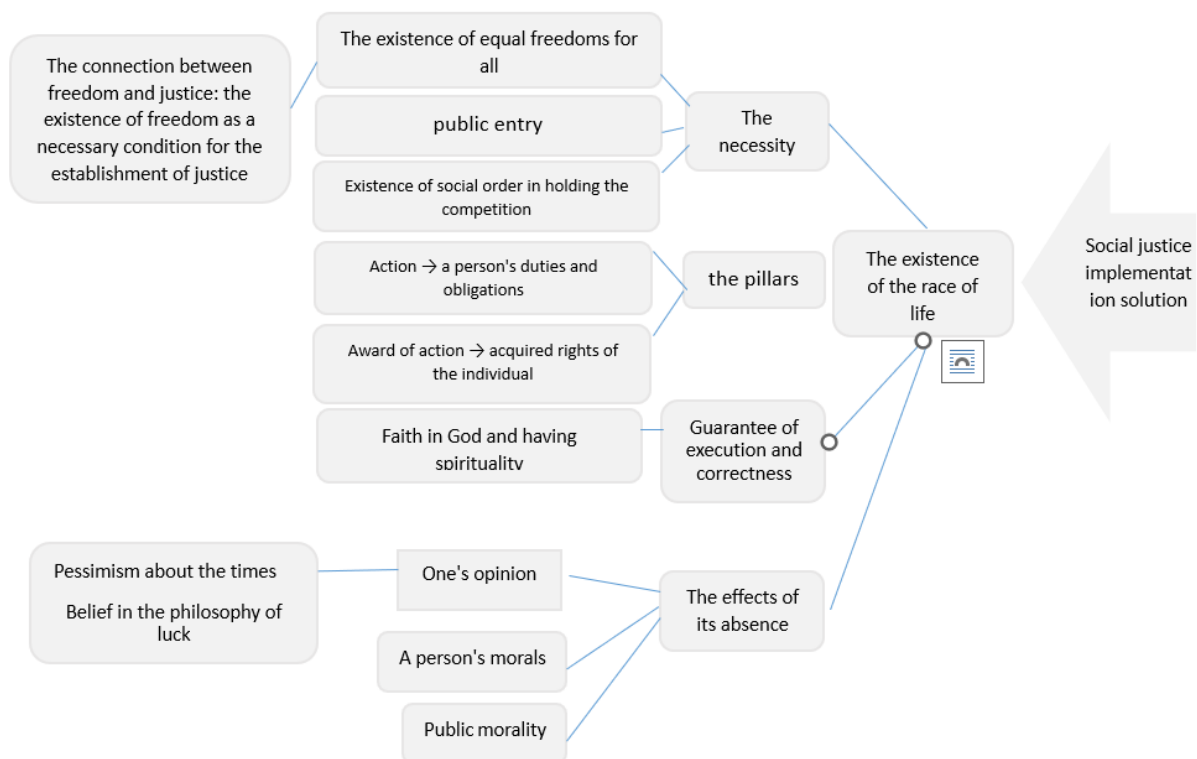 The existence of equal freedoms for
all
The connection between
freedom and justice: the
existence of freedom as a
necessary condition for the
establishment of justice
public entry
The
necessity
Existence of social order in holding the
competition
Action → a person's duties and
obligations
the pillars
The existence
of the race of
life
Social justice
implementat
ion solution
Award of action → acquired rights of
the individual
Faith in God and having
spirituality
Guarantee of
execution and
correctness
Pessimism about the times
Belief in the philosophy of
luck
One's opinion
The effects of
its absence
A person's morals
Public morality